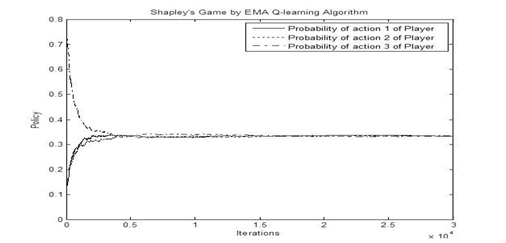 Shapley's Game by EMA Q-learning Algorithm
Probability of action 1 of Player
Probability of action 2 of Player
Probability of action 3 of Player
Policy
0.8
0.7
0.6
0.5
0.4
0.3
0.2
0.1
0
0 0.5 1 1.5 2 2.5 3
Iterations
× 10⁴